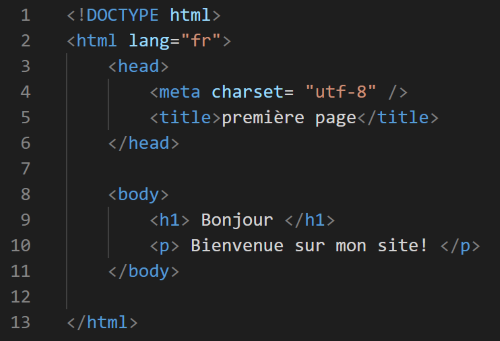 1 <!DOCTYPE html>
2 <html lang="fr">
3     <head>
4         <meta charset= "utf-8" />
5         <title>première page</title>
6     </head>
7
8     <body>
9         <h1> Bonjour </h1>
10         <p> Bienvenue sur mon site! </p>
11     </body>
12
13 </html>